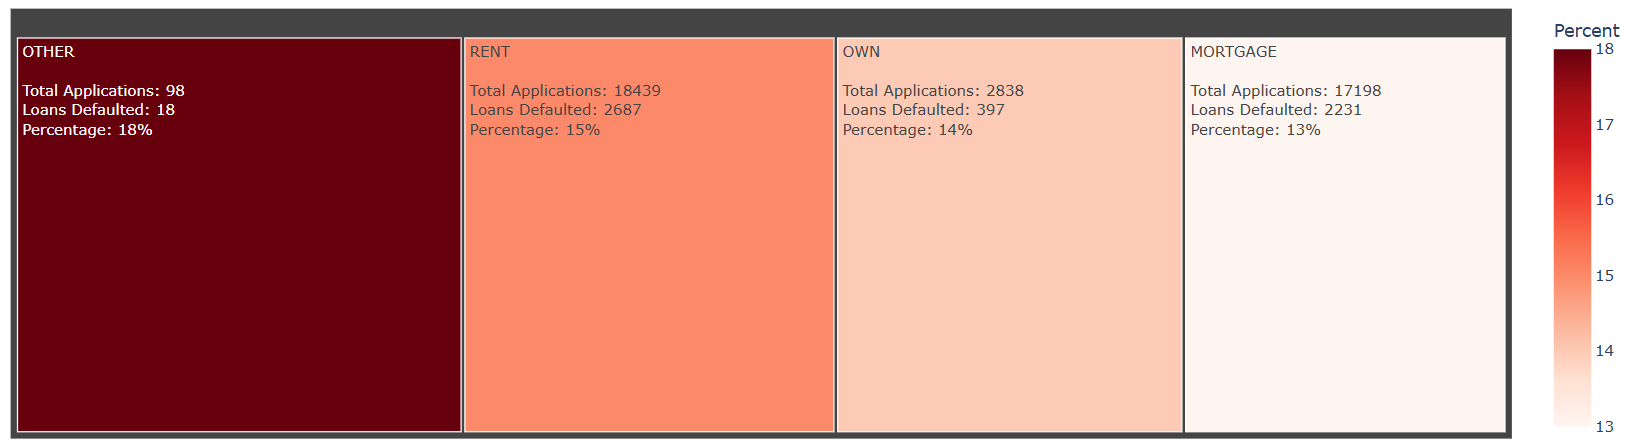 OTHER
Total Applications: 98
Loans Defaulted: 18
Percentage: 18%
RENT
Total Applications: 18439
Loans Defaulted: 2687
Percentage: 15%
OWN
Total Applications: 2838
Loans Defaulted: 397
Percentage: 14%
MORTGAGE
Total Applications: 17198
Loans Defaulted: 2231
Percentage: 13%
Percent
18
17
16
15
14
13